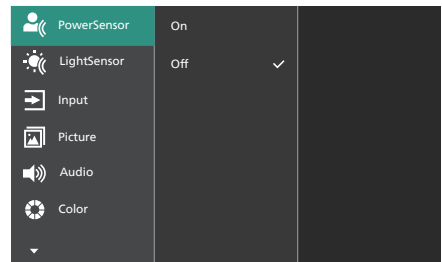 PowerSensor
On
LightSensor
Off
Input
Picture
Audio
Color